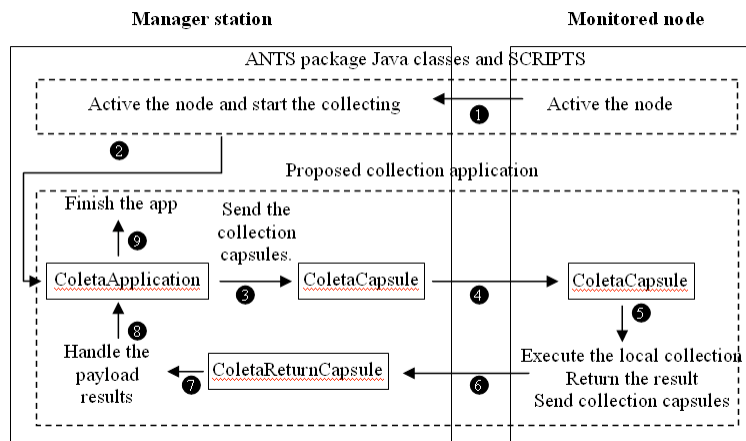 Manager station
Monitored node
ANTS package Java classes and SCRIPTS
Active the node and start the collecting
1
Active the node
2
Proposed collection application
Finish the app
9
Send the
collection
capsules.
ColetaApplication
3
ColetaCapsule
4
ColetaCapsule
5
8
Handle the
payload
results
7
ColetaReturnCapsule
6
Execute the local collection
Return the result
Send collection capsules